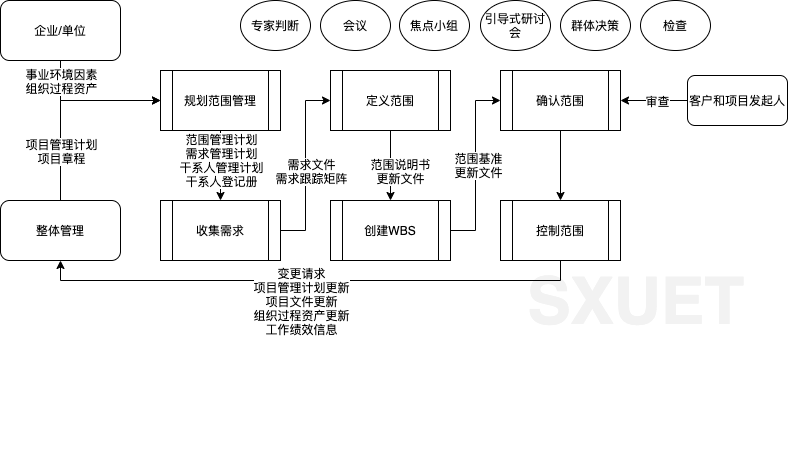 企业/单位
专家判断
会议
焦点小组
引导式研讨
会
群体决策
检查
事业环境因素
组织过程资产
规划范围管理
定义范围
确认范围
审查
客户和项目发起人
项目管理计划
项目章程
范围管理计划
需求管理计划
干系人管理计划
干系人登记册
需求文件
需求跟踪矩阵
范围说明书
更新文件
范围基准
更新文件
整体管理
收集需求
创建WBS
控制范围
变更请求
项目管理计划更新
项目文件更新
组织过程资产更新
工作绩效信息
SXUET